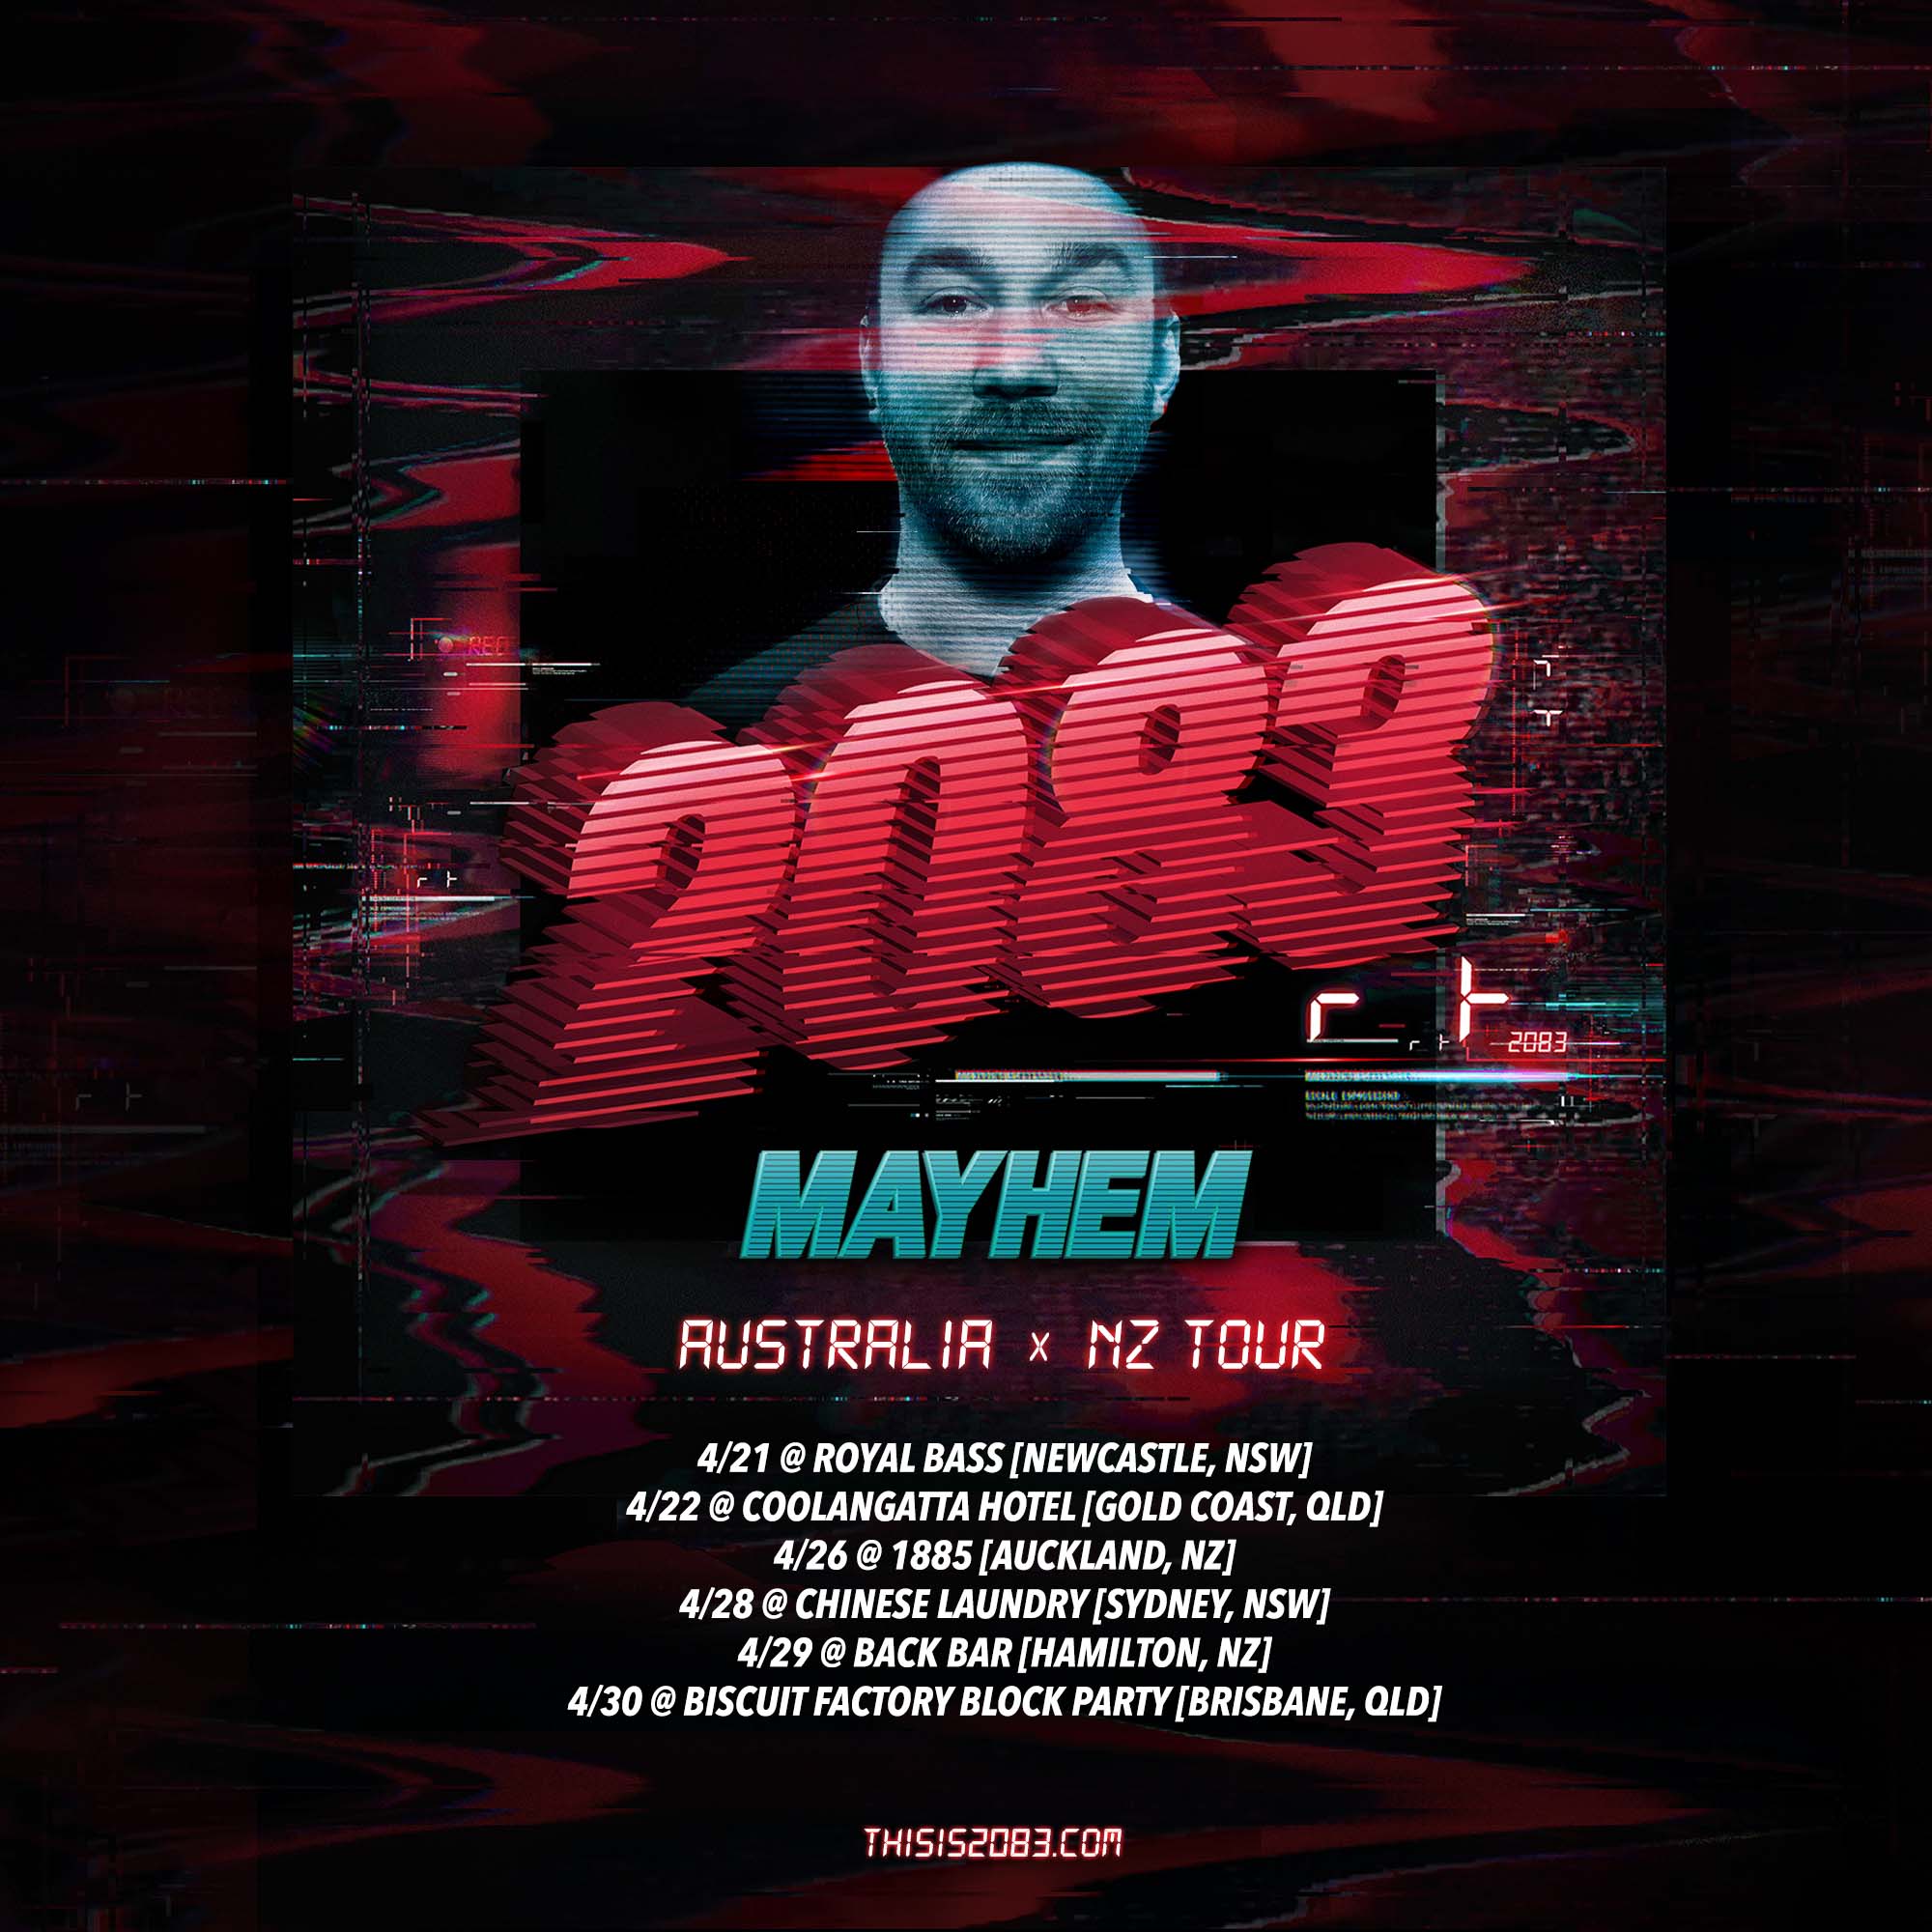 REC
2083
2083
MAYHEM
AUSTRALIA x NZ TOUR
4/21 @ ROYAL BASS [NEWCASTLE, NSW]
4/22 @ COOLANGATTA HOTEL [GOLD COAST, QLD]
4/26 @ 1885 [AUCKLAND, NZ]
4/28 @ CHINESE LAUNDRY [SYDNEY, NSW]
4/29 @ BACK BAR [HAMILTON, NZ]
4/30 @ BISCUIT FACTORY BLOCK PARTY [BRISBANE, QLD]
THISIS2083.COM